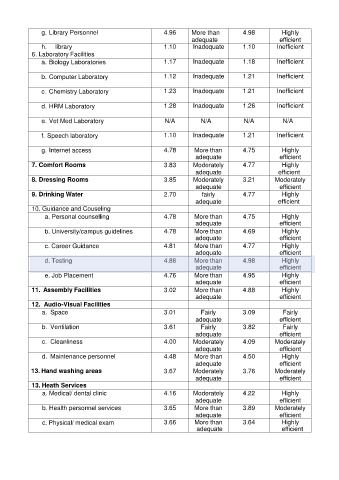 g. Library Personnel 4.96 More than adequate 4.98 Highly efficient
h. library 1.10 Inadequate 1.10 Inefficient
6. Laboratory Facilities
a. Biology Laboratories 1.17 Inadequate 1.18 Inefficient
b. Computer Laboratory 1.12 Inadequate 1.21 Inefficient
c. Chemistry Laboratory 1.23 Inadequate 1.21 Inefficient
d. HRM Laboratory 1.28 Inadequate 1.26 Inefficient
e. Vet Med Laboratory N/A N/A N/A N/A
f. Speech laboratory 1.10 Inadequate 1.21 Inefficient
g. Internet access 4.78 More than adequate 4.75 Highly efficient
7. Comfort Rooms 3.83 Moderately adequate 4.77 Highly efficient
8. Dressing Rooms 3.85 Moderately adequate 3.21 Moderately efficient
9. Drinking Water 2.70 fairly adequate 4.77 Highly efficient
10. Guidance and Couseling
a. Personal counselling 4.78 More than adequate 4.75 Highly efficient
b. University/campus guidelines 4.78 More than adequate 4.69 Highly efficient
c. Career Guidance 4.81 More than adequate 4.77 Highly efficient
d. Testing 4.86 More than adequate 4.98 Highly efficient
e. Job Placement 4.76 More than adequate 4.95 Highly efficient
11. Assembly Facilities 3.02 More than adequate 4.88 Highly efficient
12. Audio-Visual Facilities
a. Space 3.01 Fairly adequate 3.09 Fairly efficient
b. Ventilation 3.61 Fairly adequate 3.82 Fairly efficient
c. Cleanliness 4.00 Moderately adequate 4.09 Moderately efficient
d. Maintenance personnel 4.48 More than adequate 4.50 Highly efficient
13. Hand washing areas 3.67 Moderately adequate 3.76 Moderately efficient
13. Heath Services
a. Medical/ dental clinic 4.16 Moderately adequate 4.22 Highly efficient
b. Health personnel services 3.65 More than adequate 3.89 Moderately efficient
c. Physical/ medical exam 3.66 More than adequate 3.64 Highly efficient